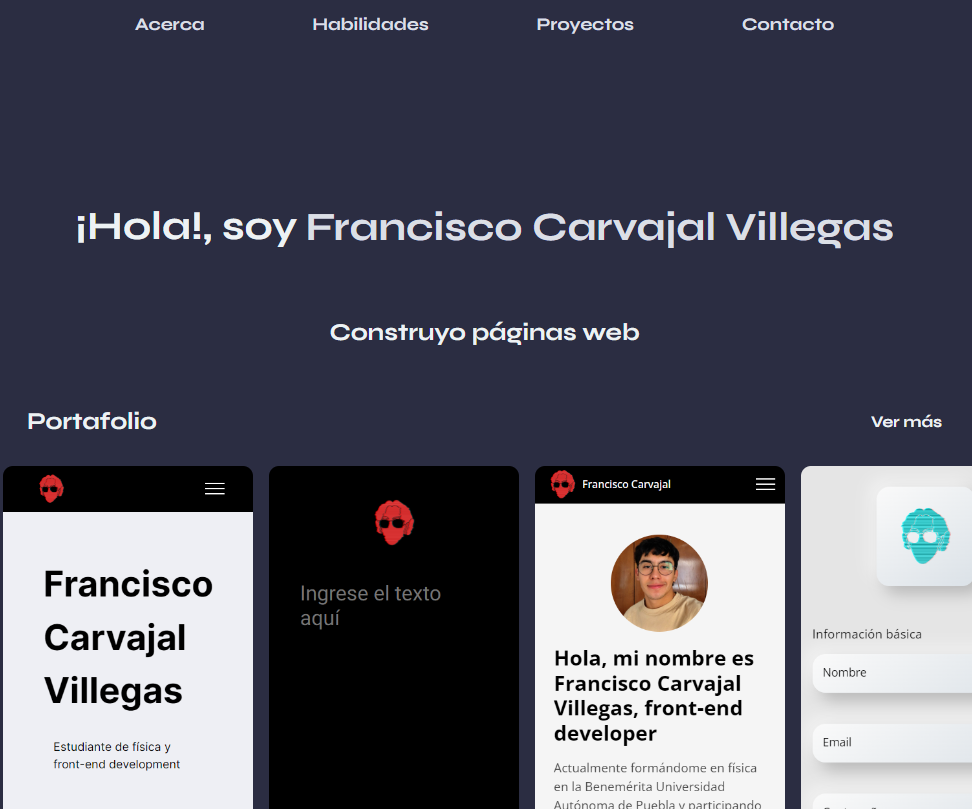 Acerca Habilidades Proyectos Contacto
¡Hola!, soy Francisco Carvajal Villegas
Construyo páginas web
Portafolio Ver más
Francisco
Carvajal
Villegas
Estudiante de física y
front-end development
Ingrese el texto
aquí
Francisco Carvajal
Hola, mi nombre es
Francisco Carvajal
Villegas, front-end
developer
Actualmente formándome en física
en la Benemérita Universidad
Autónoma de Puebla y participando
Información básica
Nombre
Email